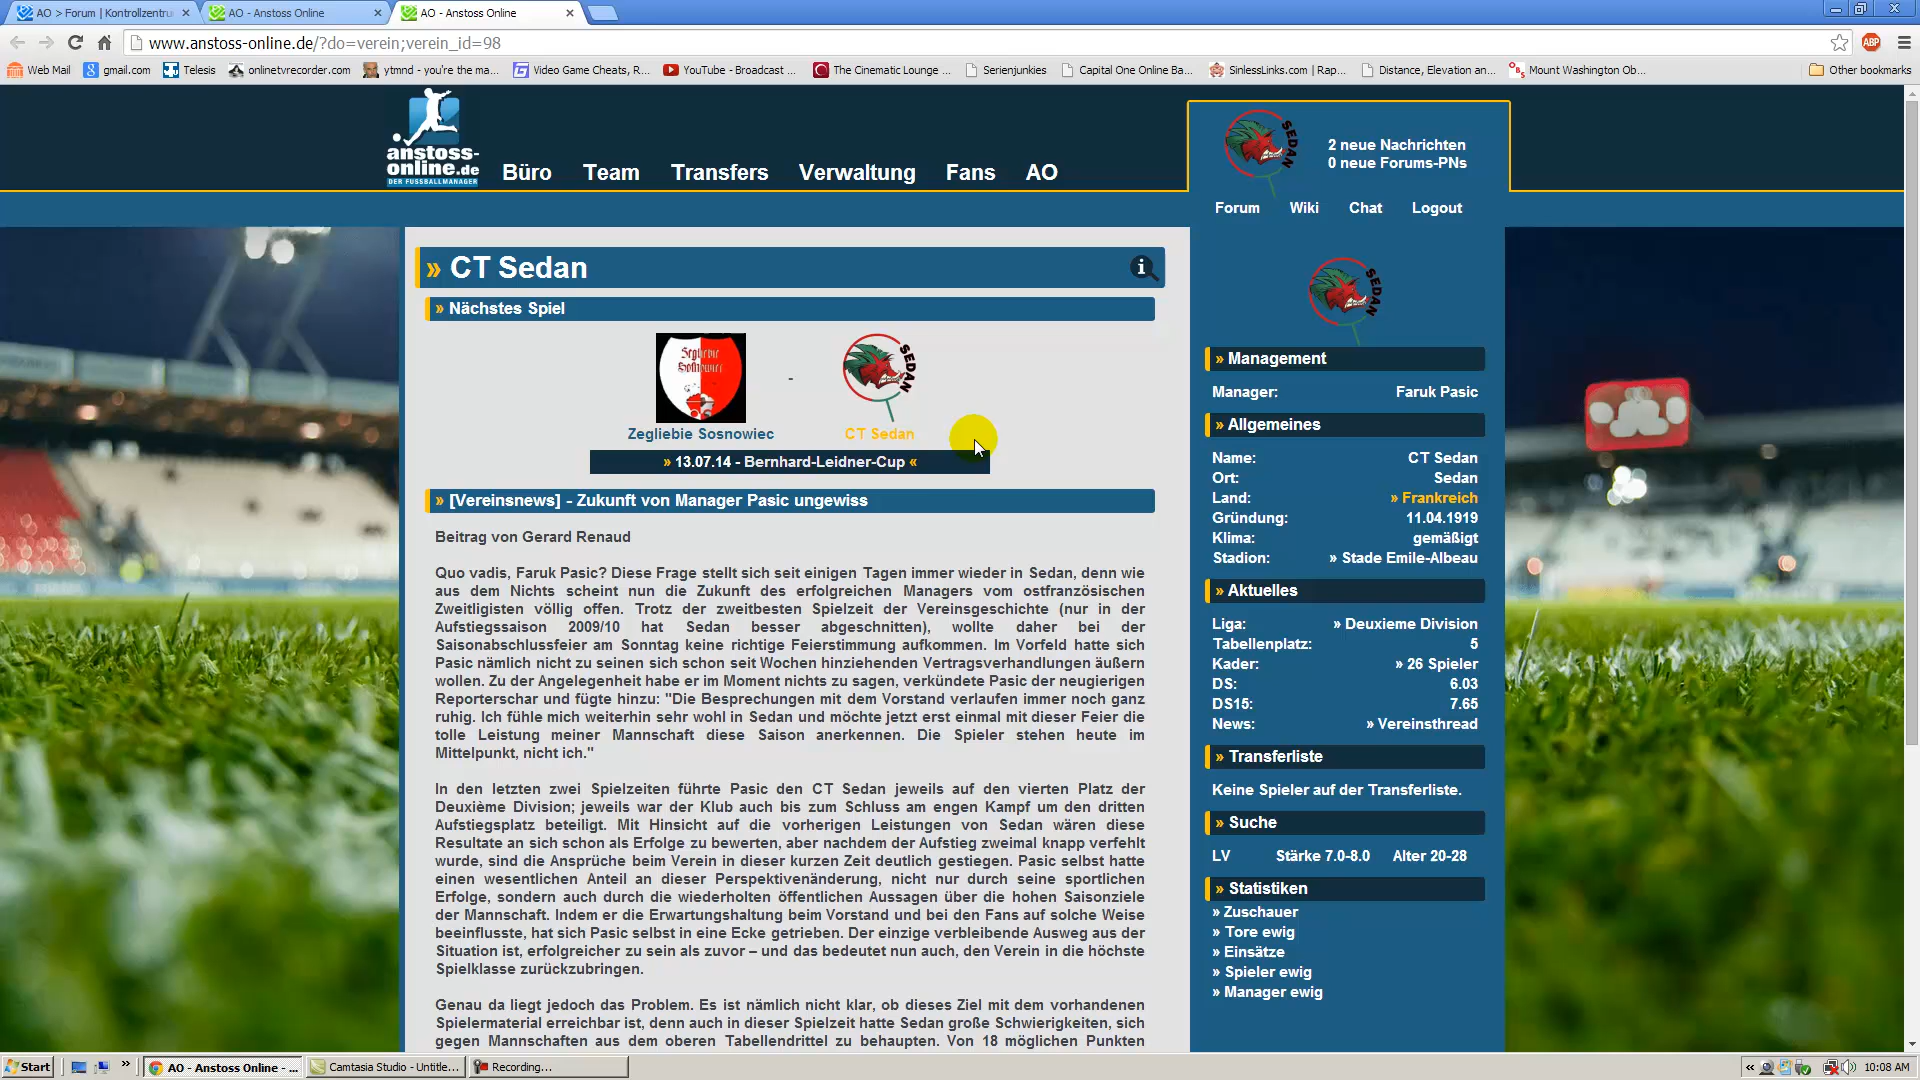 AO > Forum | Kontrollzentru
AO - Anstoss Online
AO - Anstoss Online
www.anstoss-online.de/?do=verein;verein_id=98
ABP
Web Mail
gmail.com
Telesis
onlinetvrecorder.com
ytmnd - you're the ma...
Video Game Cheats, R...
YouTube - Broadcast ...
The Cinematic Lounge ...
Serienjunkies
Capital One Online Ba...
SinlessLinks.com | Rap...
Distance, Elevation an...
Mount Washington Ob...
Other bookmarks
anstoss-
online.de
DER FUSSBALLMANAGER
Büro
Team
Transfers
Verwaltung
Fans
AO
SEDAN
2 neue Nachrichten
0 neue Forums-PNs
Forum
Wiki
Chat
Logout
» CT Sedan
» Nächstes Spiel
SEDAN
-
Zegliebie Sosnowiec
CT Sedan
» 13.07.14 - Bernhard-Leidner-Cup «
» [Vereinsnews] - Zukunft von Manager Pasic ungewiss
Beitrag von Gerard Renaud
Quo vadis, Faruk Pasic? Diese Frage stellt sich seit einigen Tagen immer wieder in Sedan, denn wie
aus dem Nichts scheint nun die Zukunft des erfolgreichen Managers vom ostfranzösischen
Zweitligisten völlig offen. Trotz der zweitbesten Spielzeit der Vereinsgeschichte (nur in der
Aufstiegssaison 2009/10 hat Sedan besser abgeschnitten), wollte daher bei der
Saisonabschlussfeier am Sonntag keine richtige Feierstimmung aufkommen. Im Vorfeld hatte sich
Pasic nämlich nicht zu seinen sich schon seit Wochen hinziehenden Vertragsverhandlungen äußern
wollen. Zu der Angelegenheit habe er im Moment nichts zu sagen, verkündete Pasic der neugierigen
Reporterschar und fügte hinzu: "Die Besprechungen mit dem Vorstand verlaufen immer noch ganz
ruhig. Ich fühle mich weiterhin sehr wohl in Sedan und möchte jetzt erst einmal mit dieser Feier die
tolle Leistung meiner Mannschaft diese Saison anerkennen. Die Spieler stehen heute im
Mittelpunkt, nicht ich."
In den letzten zwei Spielzeiten führte Pasic den CT Sedan jeweils auf den vierten Platz der
Deuxième Division; jeweils war der Klub auch bis zum Schluss am engen Kampf um den dritten
Aufstiegsplatz beteiligt. Mit Hinsicht auf die vorherigen Leistungen von Sedan wären diese
Resultate an sich schon als Erfolge zu bewerten, aber nachdem der Aufstieg zweimal knapp verfehlt
wurde, sind die Ansprüche beim Verein in dieser kurzen Zeit deutlich gestiegen. Pasic selbst hatte
einen wesentlichen Anteil an dieser Perspektivenänderung, nicht nur durch seine sportlichen
Erfolge, sondern auch durch die wiederholten öffentlichen Aussagen über die hohen Saisonziele
der Mannschaft. Indem er die Erwartungshaltung beim Vorstand und bei den Fans auf solche Weise
beeinflusste, hat sich Pasic selbst in eine Ecke getrieben. Der einzige verbleibende Ausweg aus der
Situation ist, erfolgreicher zu sein als zuvor – und das bedeutet nun auch, den Verein in die höchste
Spielklasse zurückzubringen.
Genau da liegt jedoch das Problem. Es ist nämlich nicht klar, ob dieses Ziel mit dem vorhandenen
Spielermaterial erreichbar ist, denn auch in dieser Spielzeit hatte Sedan große Schwierigkeiten, sich
gegen Mannschaften aus dem oberen Tabellendrittel zu behaupten. Von 18 möglichen Punkten
SEDAN
» Management
Manager: Faruk Pasic
» Allgemeines
Name: CT Sedan
Ort: Sedan
Land: » Frankreich
Gründung: 11.04.1919
Klima: gemäßigt
Stadion: » Stade Emile-Albeau
» Aktuelles
Liga: » Deuxieme Division
Tabellenplatz: 5
Kader: » 26 Spieler
DS: 6.03
DS15: 7.65
News: » Vereinsthread
» Transferliste
Keine Spieler auf der Transferliste.
» Suche
LV Stärke 7.0-8.0 Alter 20-28
» Statistiken
» Zuschauer
» Tore ewig
» Einsätze
» Spieler ewig
» Manager ewig
Start
AO - Anstoss Online - ...
Camtasia Studio - Untitle...
Recording...
10:08 AM